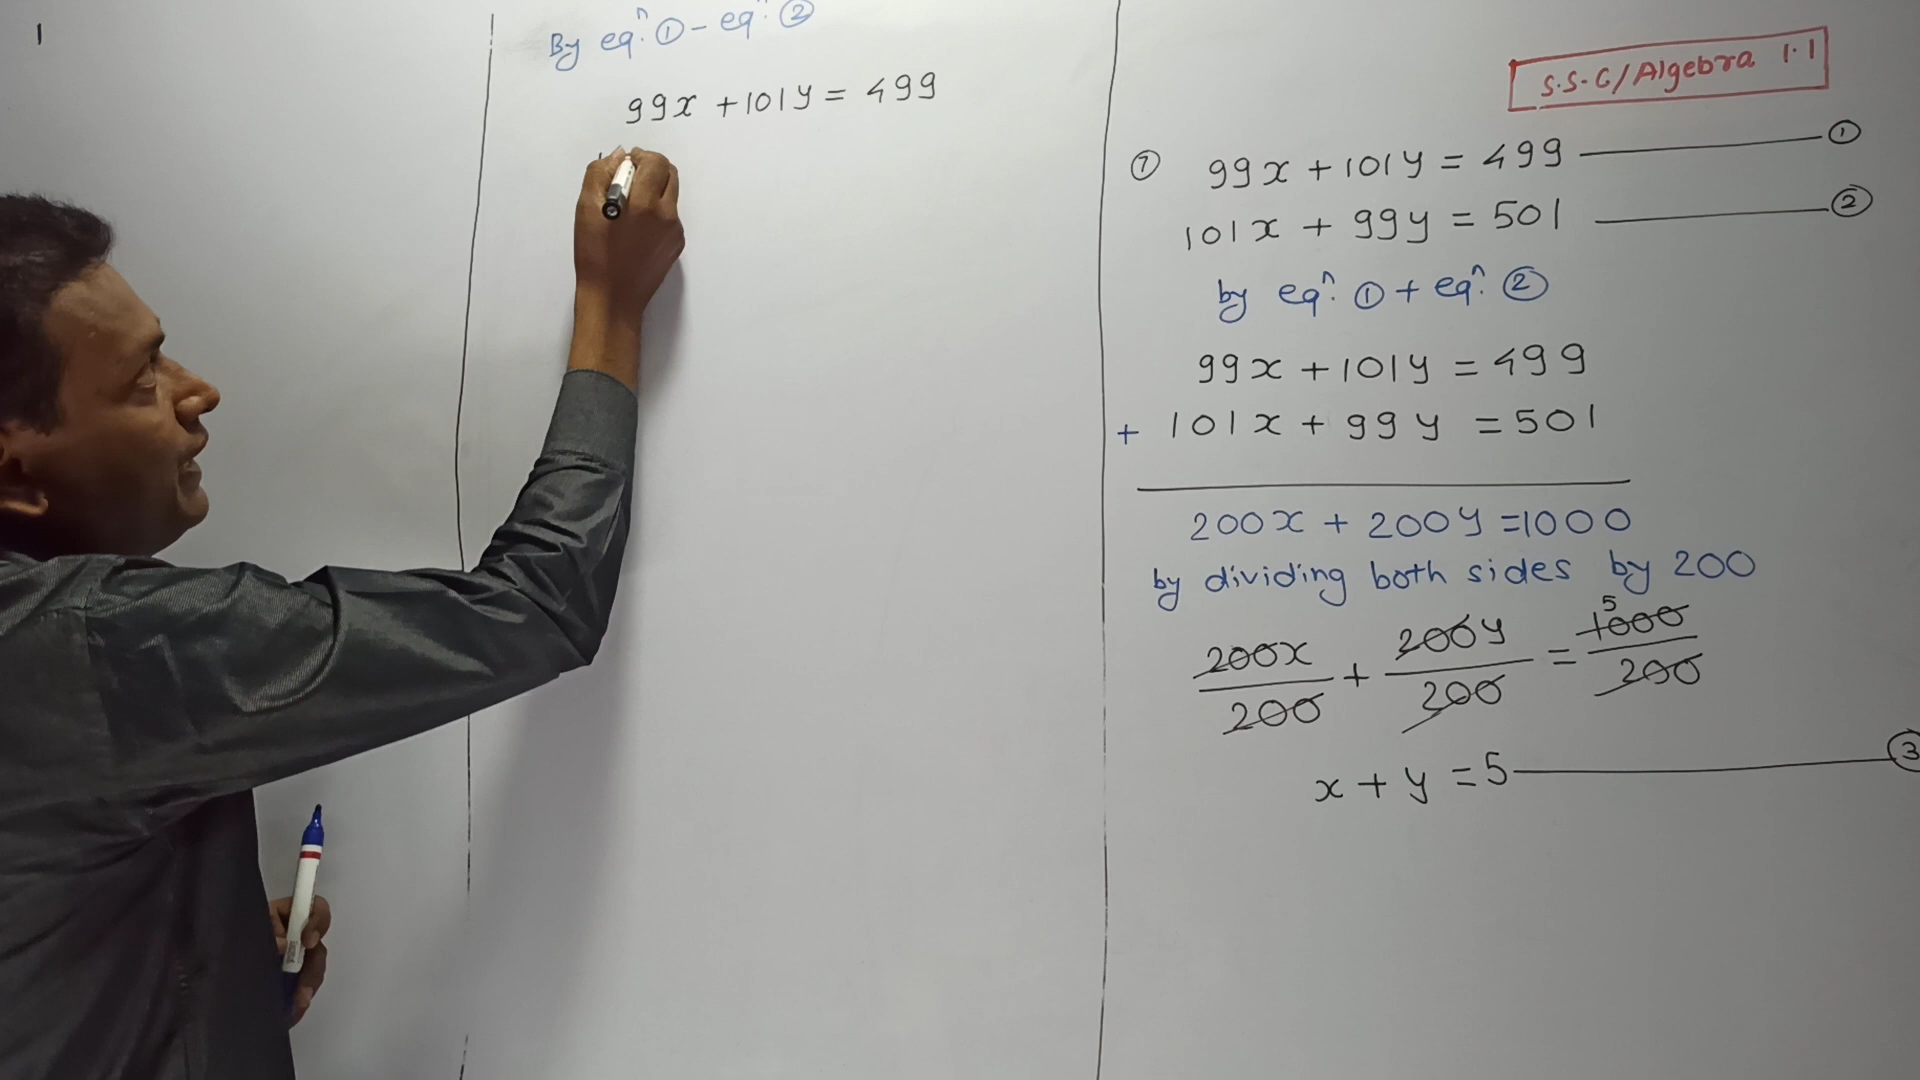 1
By eqⁿ. ① - eqⁿ. ②
99x + 101y = 499
S.S.C/Algebra 1.1
⑦ 99x + 101y = 499 ①
101x + 99y = 501 ②
by eqⁿ. ① + eqⁿ. ②
99x + 101y = 499
+ 101x + 99y = 501
200x + 200y = 1000
by dividing both sides by 200
5
200x/200 + 200y/200 = 1000/200
x + y = 5 ③